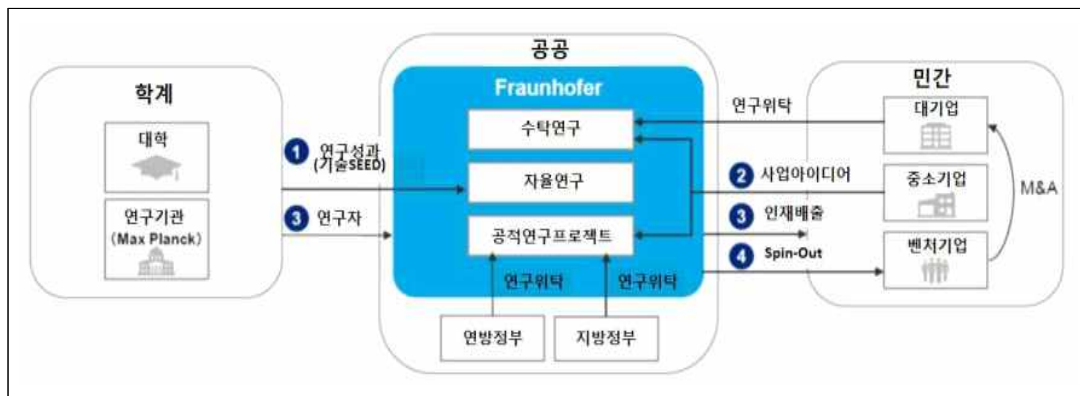 학계
대학
연구기관
(Max Planck)
1 연구성과
(기술SEED)
3 연구자
공공
Fraunhofer
수탁연구
자율연구
공적연구프로젝트
연구위탁
연구위탁
연방정부
지방정부
연구위탁
2 사업아이디어
3 인재배출
4 Spin-Out
민간
대기업
중소기업
벤처기업
M&A